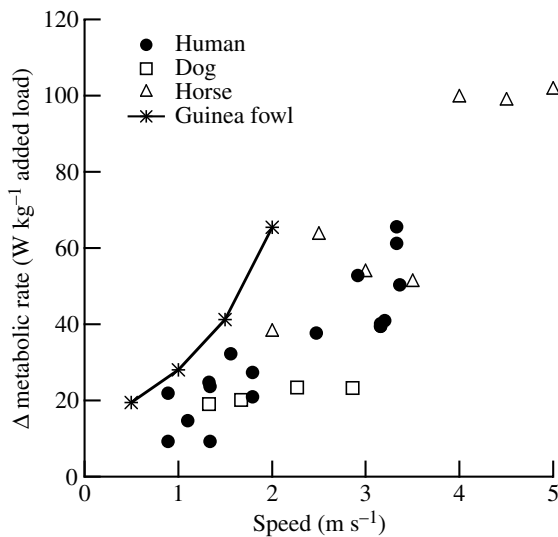 120
100
80
60
40
20
0
Δ metabolic rate (W kg⁻¹ added load)
Human
Dog
Horse
Guinea fowl
0 1 2 3 4 5
Speed (m s⁻¹)